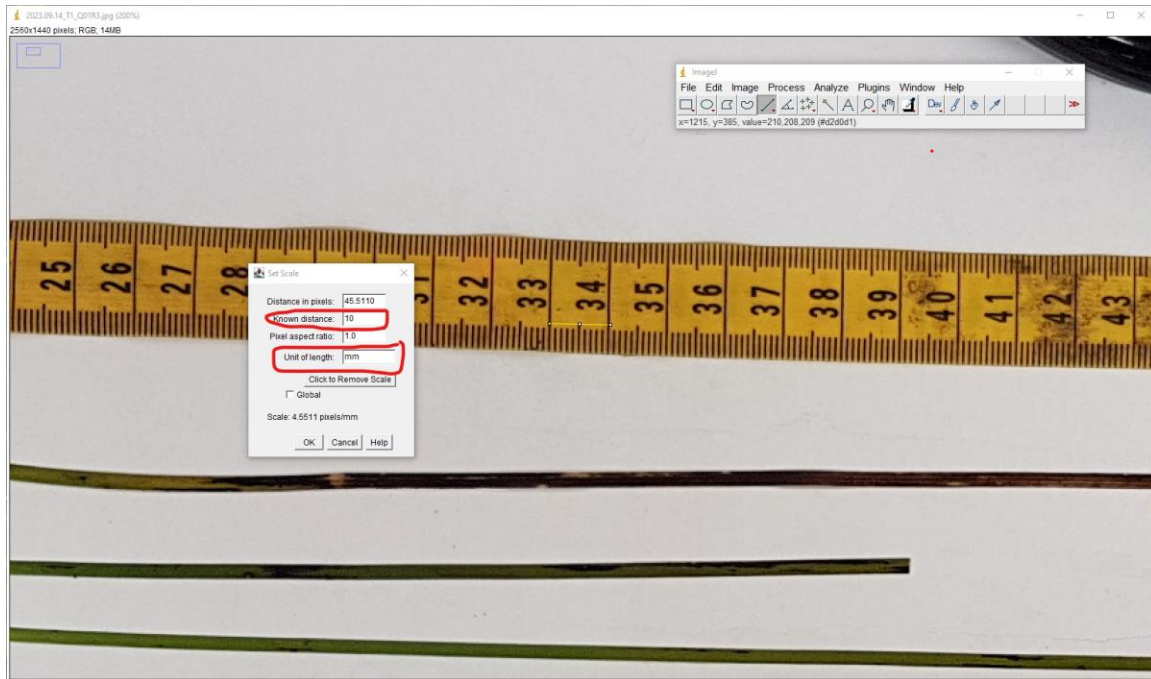 2023.09.14_T1_Q01R3.jpg (200%)
2560x1440 pixels; RGB; 14MB
ImageJ
File Edit Image Process Analyze Plugins Window Help
Dev
x=1215, y=385, value=210,208,209 (#d2d0d1)
25 26 27 28 31 32 33 34 35 36 37 38 39 40 41 42 43
Set Scale
Distance in pixels: 45.5110
Known distance: 10
Pixel aspect ratio: 1.0
Unit of length: mm
Click to Remove Scale
Global
Scale: 4.5511 pixels/mm
OK Cancel Help